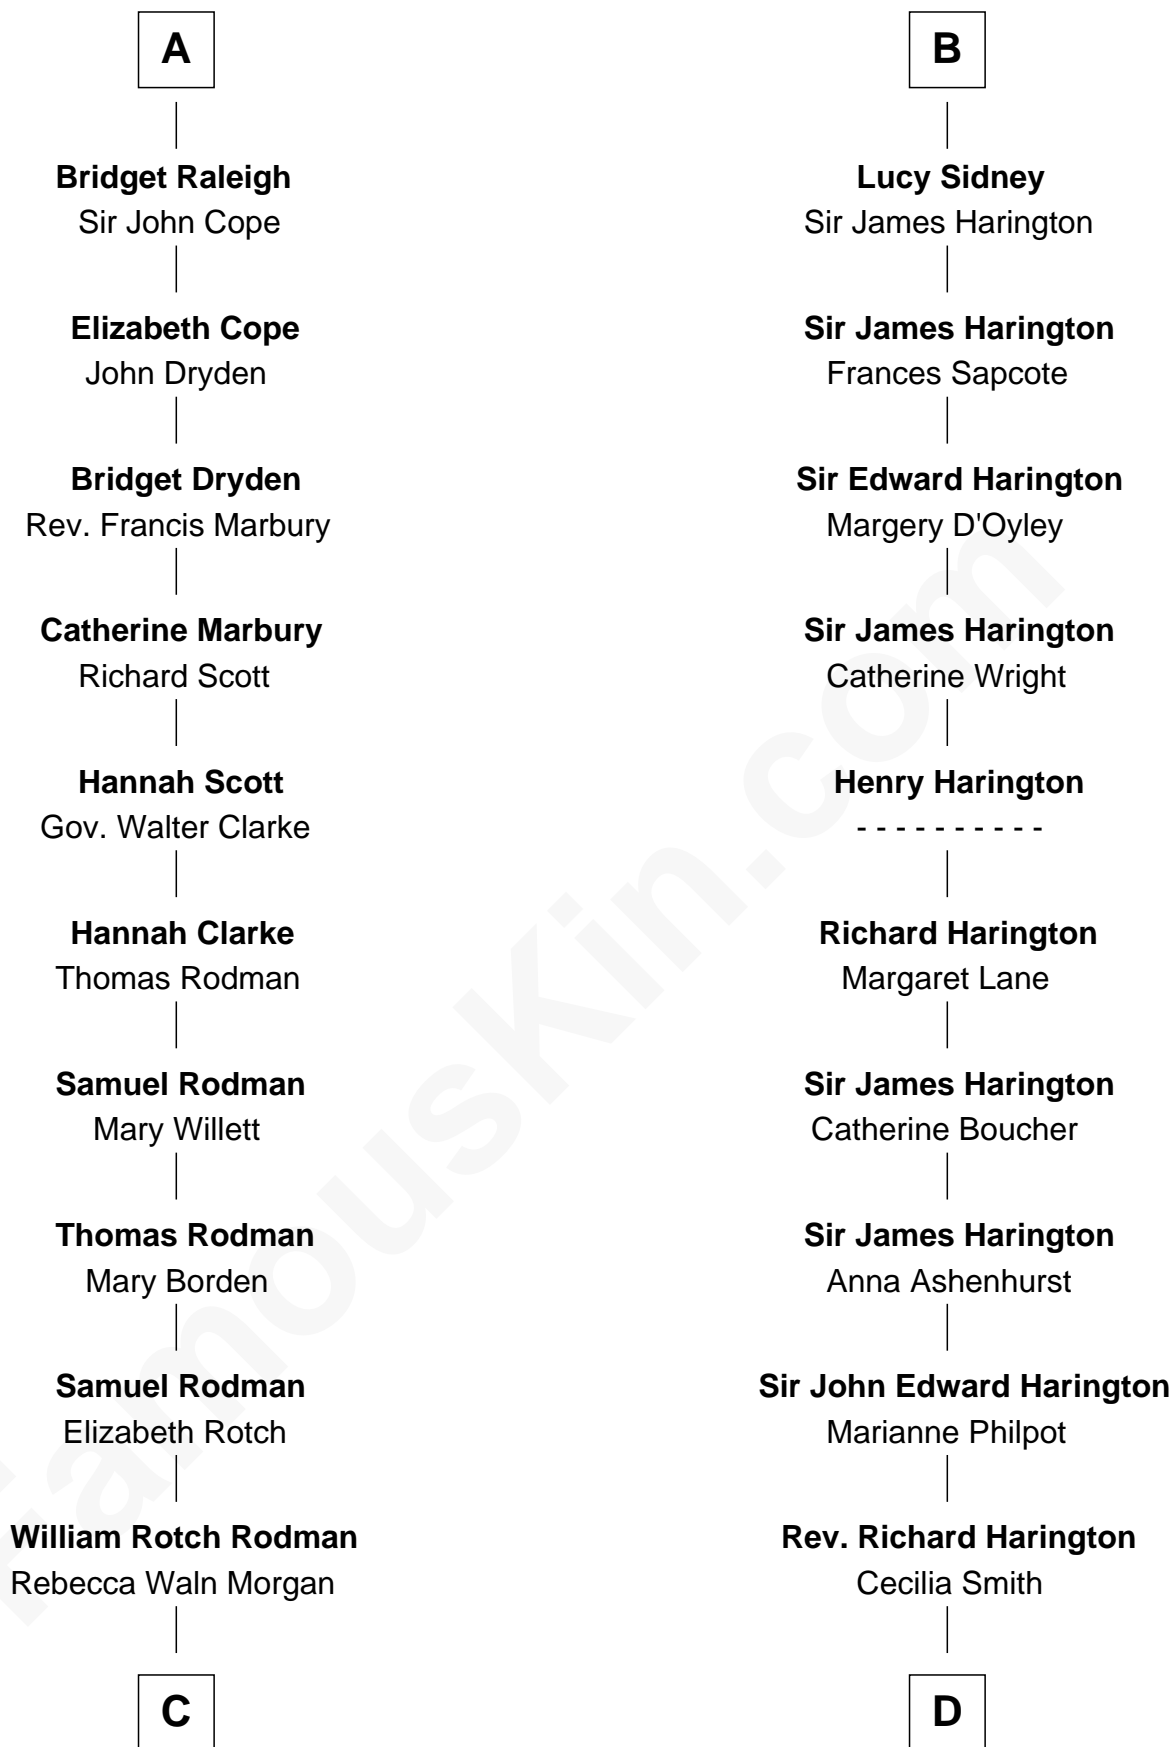 A
Bridget Raleigh
Sir John Cope
Elizabeth Cope
John Dryden
Bridget Dryden
Rev. Francis Marbury
Catherine Marbury
Richard Scott
Hannah Scott
Gov. Walter Clarke
Hannah Clarke
Thomas Rodman
Samuel Rodman
Mary Willett
Thomas Rodman
Mary Borden
Samuel Rodman
Elizabeth Rotch
William Rotch Rodman
Rebecca Waln Morgan
C
B
Lucy Sidney
Sir James Harington
Sir James Harington
Frances Sapcote
Sir Edward Harington
Margery D'Oyley
Sir James Harington
Catherine Wright
Henry Harington
- - - - - - - - - -
Richard Harington
Margaret Lane
Sir James Harington
Catherine Boucher
Sir James Harington
Anna Ashenhurst
Sir John Edward Harington
Marianne Philpot
Rev. Richard Harington
Cecilia Smith
D
FamousKin.com